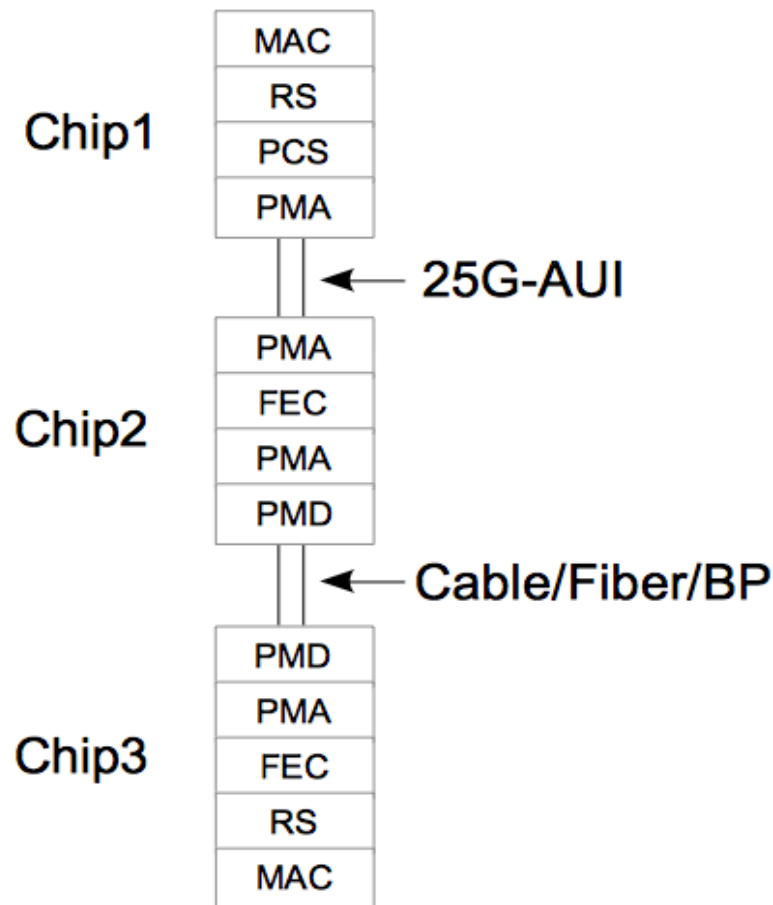 MAC
RS
Chip1
PCS
PMA
25G-AUI
PMA
FEC
Chip2
PMA
PMD
Cable/Fiber/BP
PMD
PMA
Chip3
FEC
RS
MAC